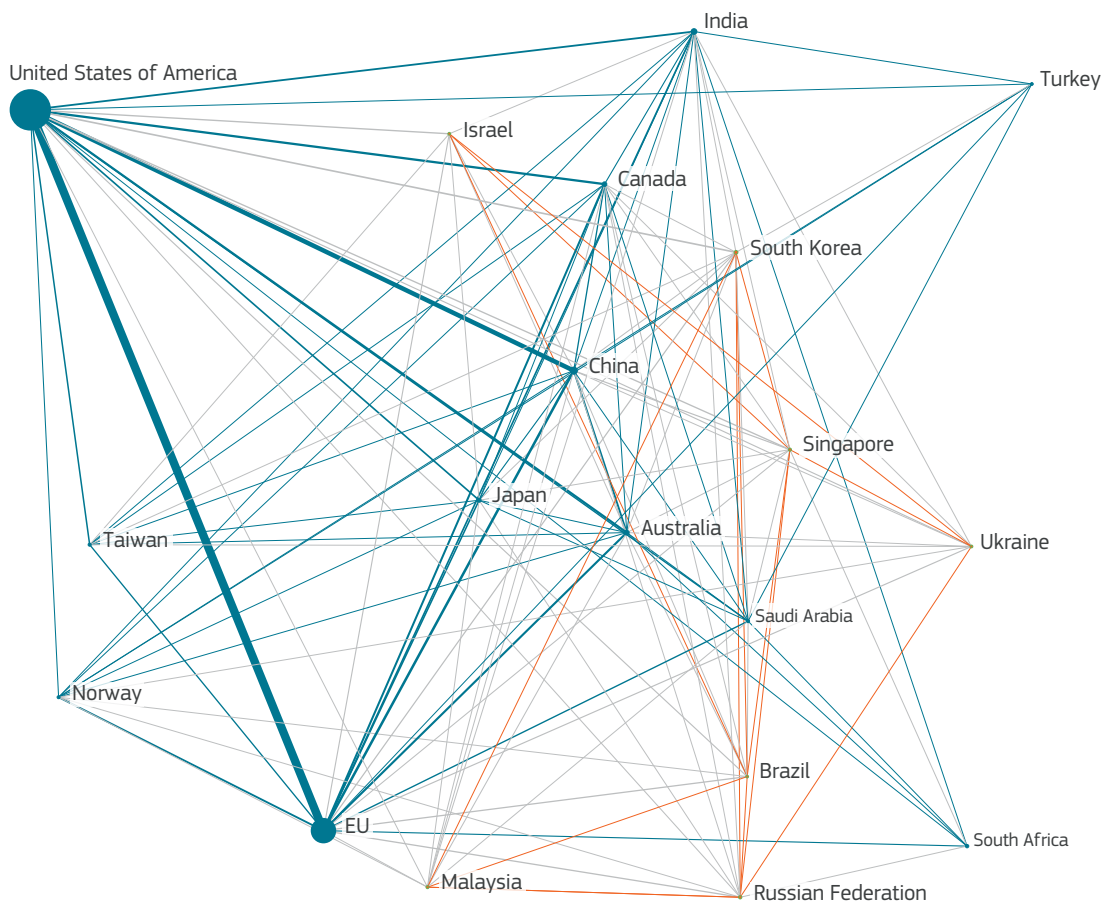 India
United States of America
Turkey
Israel
Canada
South Korea
China
Singapore
Japan
Australia
Taiwan
Ukraine
Saudi Arabia
Norway
Brazil
EU
South Africa
Malaysia
Russian Federation